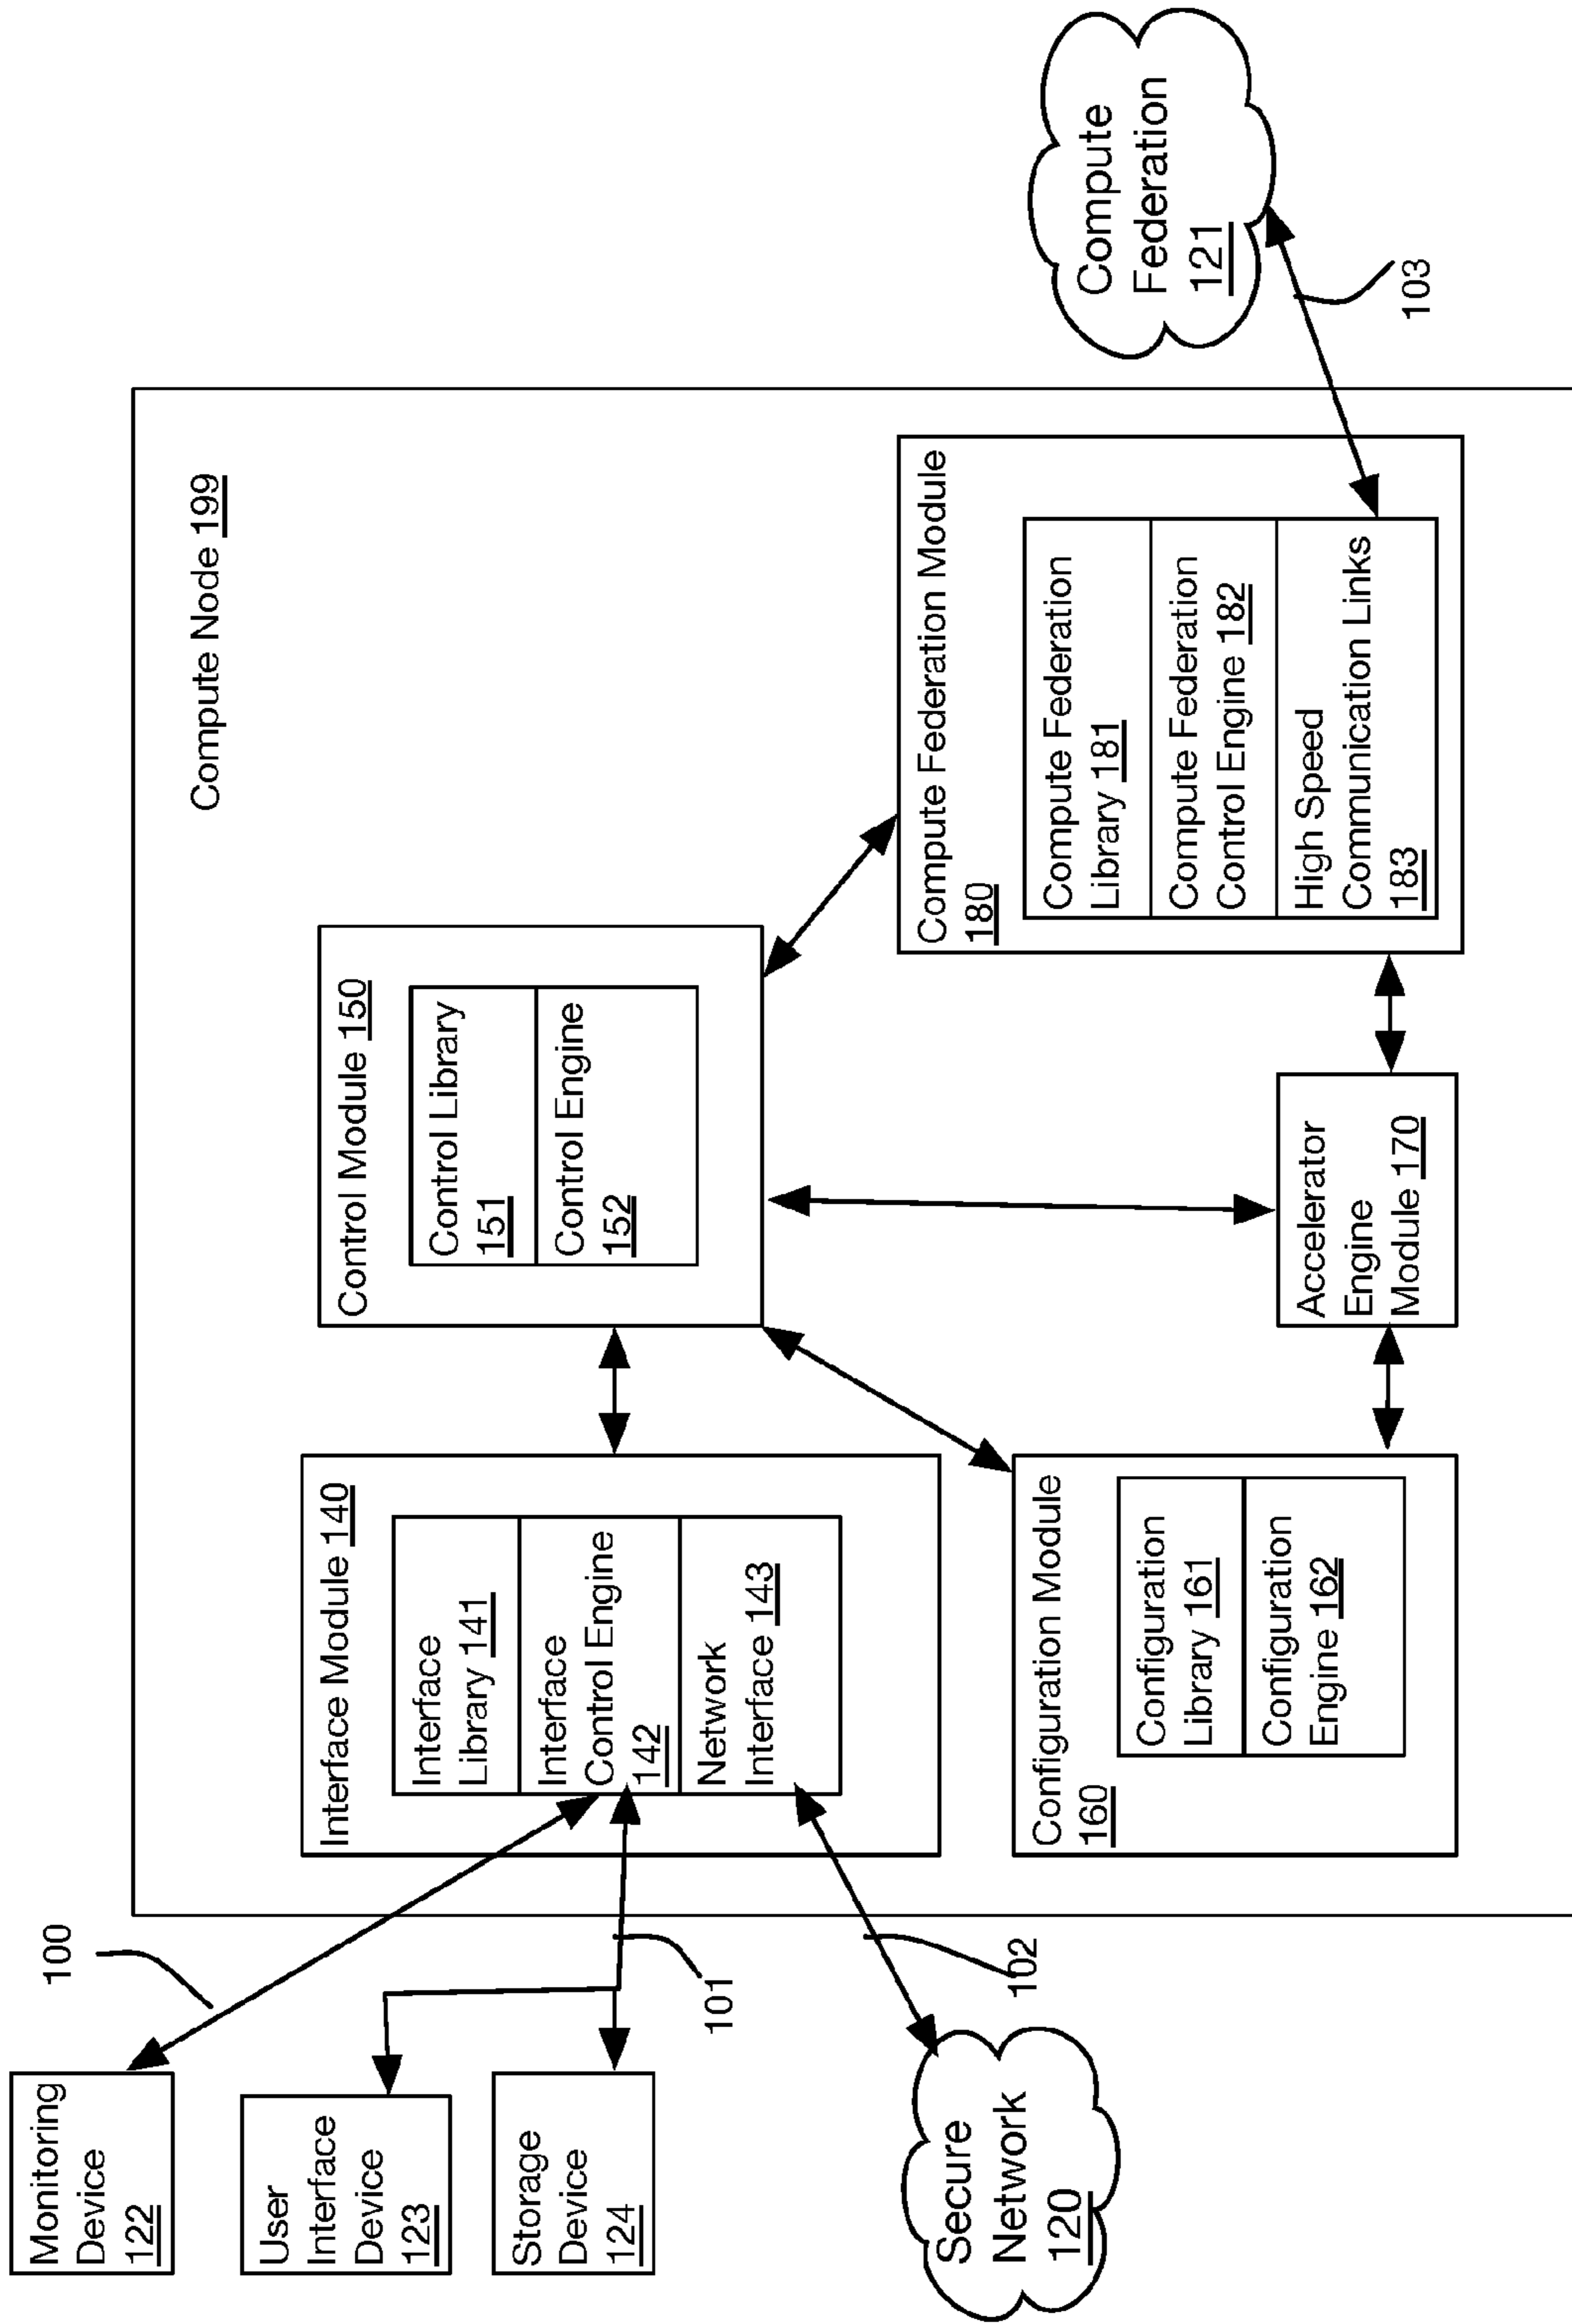 Monitoring
Device
122
User
Interface
Device
123
Storage
Device
124
Secure
Network
120
100
101
102
Compute Node 199
Interface Module 140
Interface
Library 141
Interface
Control Engine
142
Network
Interface 143
Configuration Module
160
Configuration
Library 161
Configuration
Engine 162
Control Module 150
Control Library
151
Control Engine
152
Accelerator
Engine
Module 170
Compute Federation Module
180
Compute Federation
Library 181
Compute Federation
Control Engine 182
High Speed
Communication Links
183
Compute
Federation
121
103